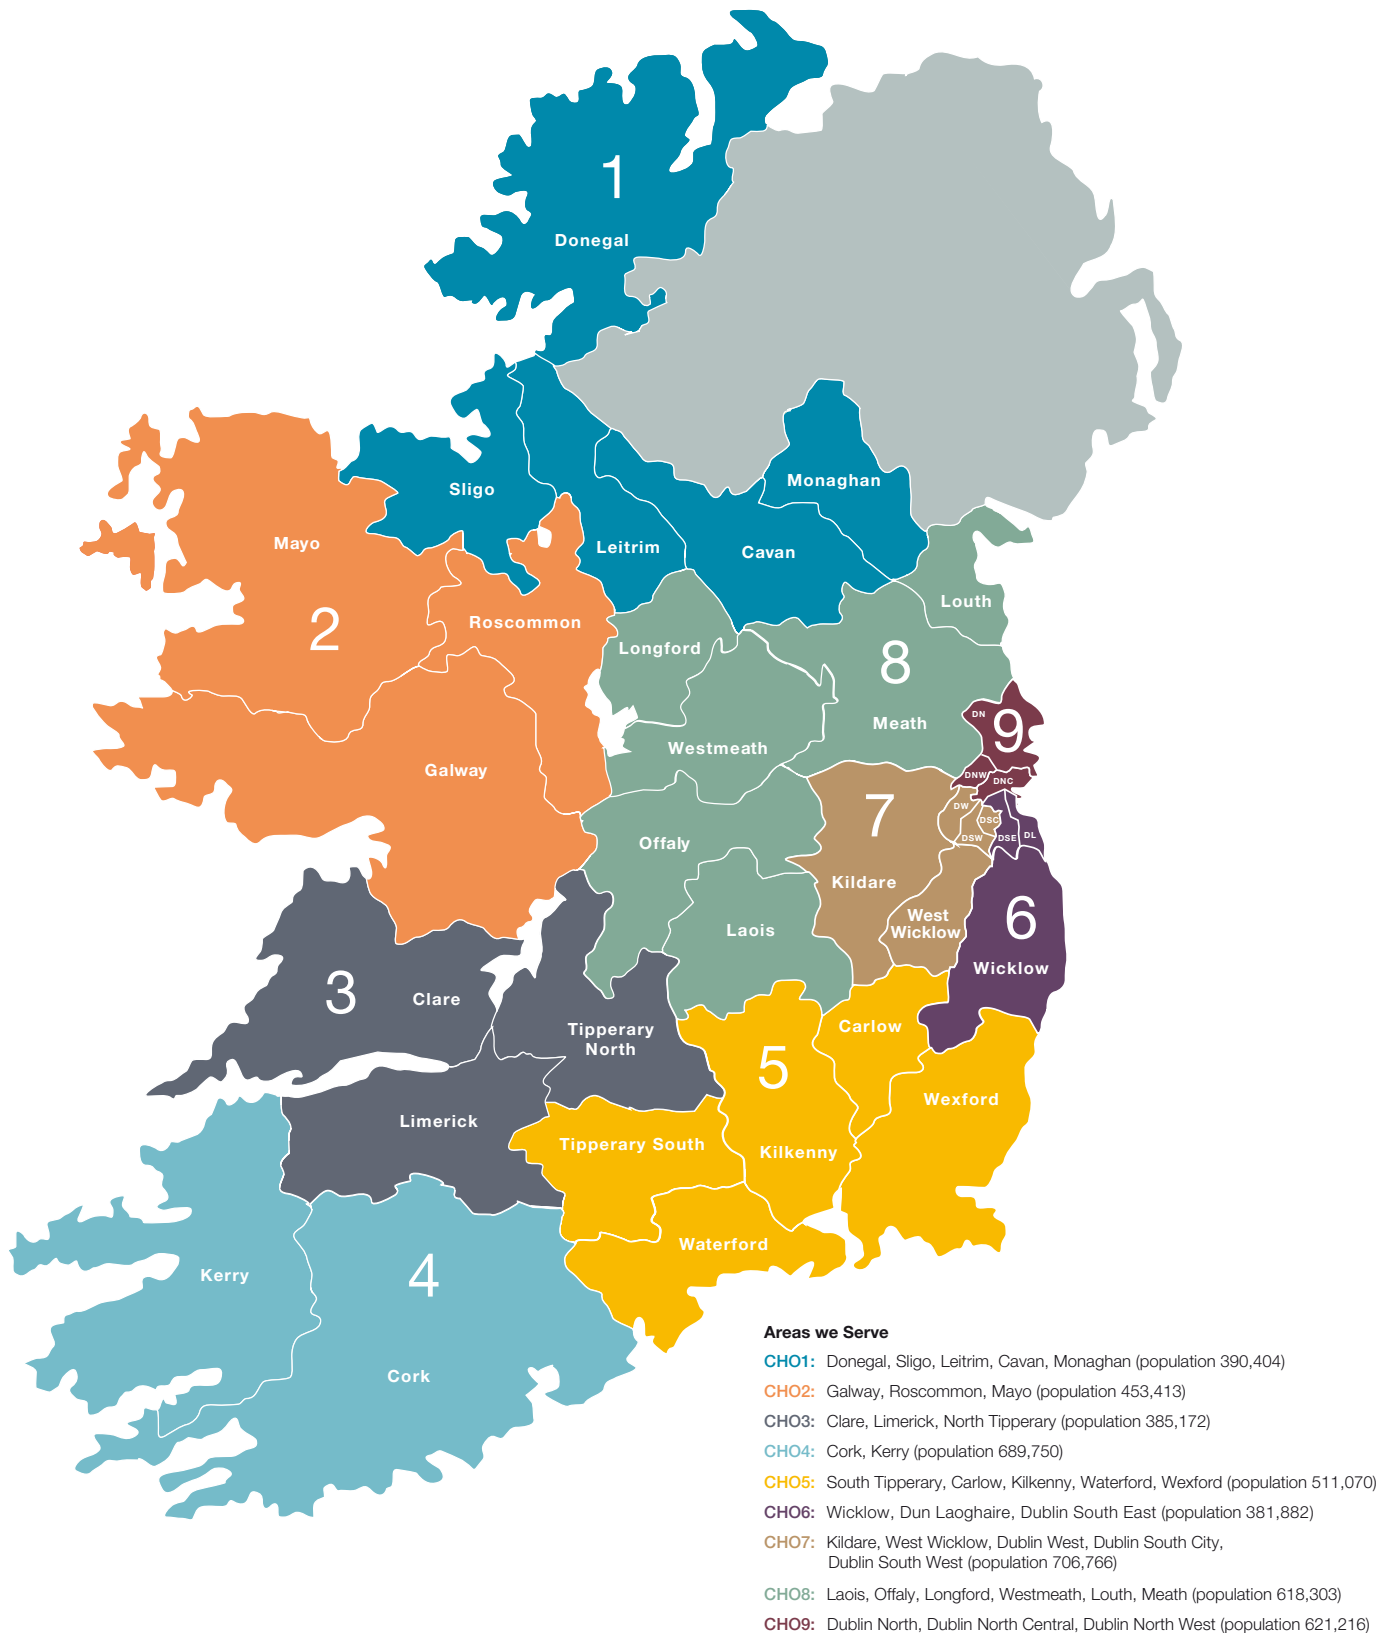 1
Donegal
Monaghan
Sligo
Mayo
Leitrim
Cavan
Louth
2
Roscommon
Longford
8
DN
9
Meath
Westmeath
Galway
DNW
DNC
7
DW
DSC
Offaly
DSW
DSE
DL
Kildare
West
Wicklow
6
Laois
Wicklow
3
Clare
Tipperary
North
Carlow
5
Wexford
Limerick
Tipperary South
Kilkenny
Waterford
Kerry
4
Cork
Areas we Serve
CHO1: Donegal, Sligo, Leitrim, Cavan, Monaghan (population 390,404)
CHO2: Galway, Roscommon, Mayo (population 453,413)
CHO3: Clare, Limerick, North Tipperary (population 385,172)
CHO4: Cork, Kerry (population 689,750)
CHO5: South Tipperary, Carlow, Kilkenny, Waterford, Wexford (population 511,070)
CHO6: Wicklow, Dun Laoghaire, Dublin South East (population 381,882)
CHO7: Kildare, West Wicklow, Dublin West, Dublin South City,
Dublin South West (population 706,766)
CHO8: Laois, Offaly, Longford, Westmeath, Louth, Meath (population 618,303)
CHO9: Dublin North, Dublin North Central, Dublin North West (population 621,216)